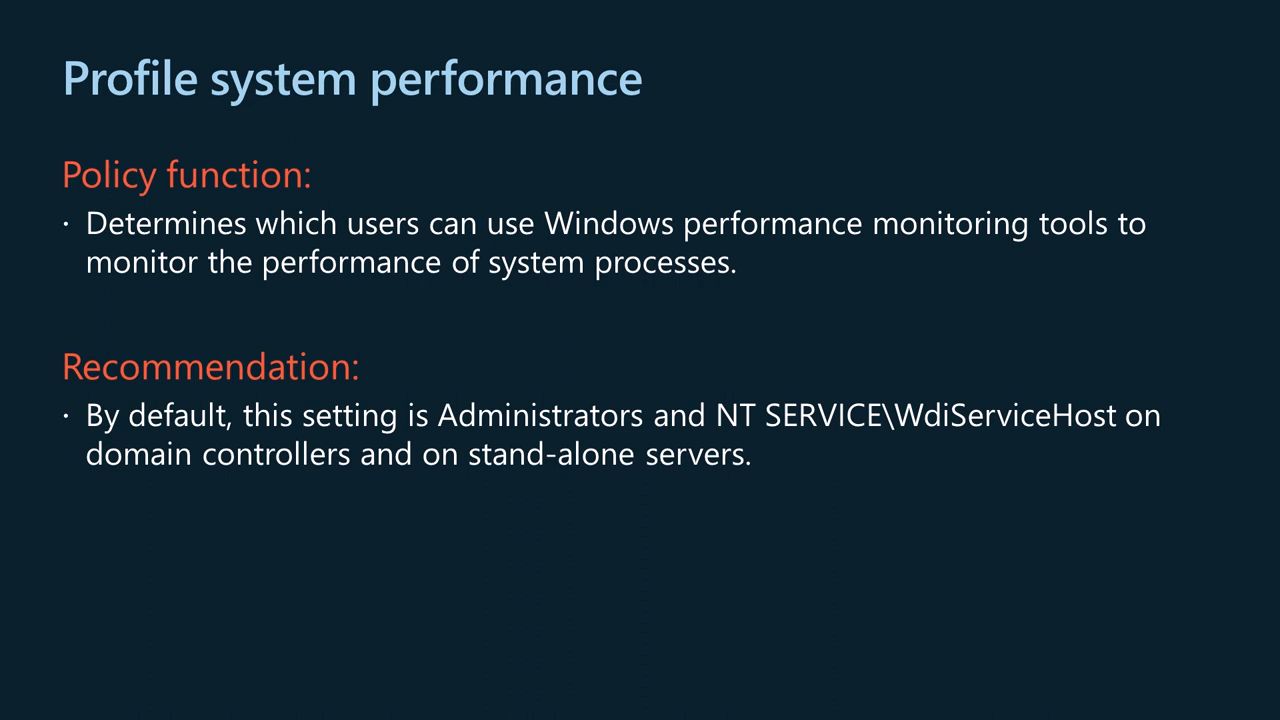 Profile system performance
Policy function:
· Determines which users can use Windows performance monitoring tools to
monitor the performance of system processes.
Recommendation:
· By default, this setting is Administrators and NT SERVICE\WdiServiceHost on
domain controllers and on stand-alone servers.